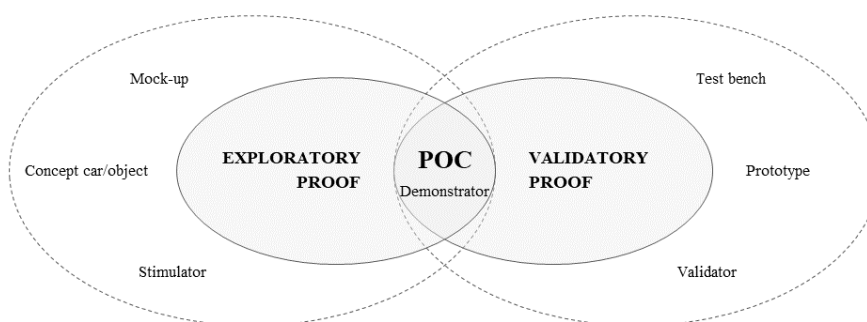 Mock-up
Test bench
EXPLORATORY
PROOF
POC
Demonstrator
VALIDATORY
PROOF
Concept car/object
Prototype
Stimulator
Validator